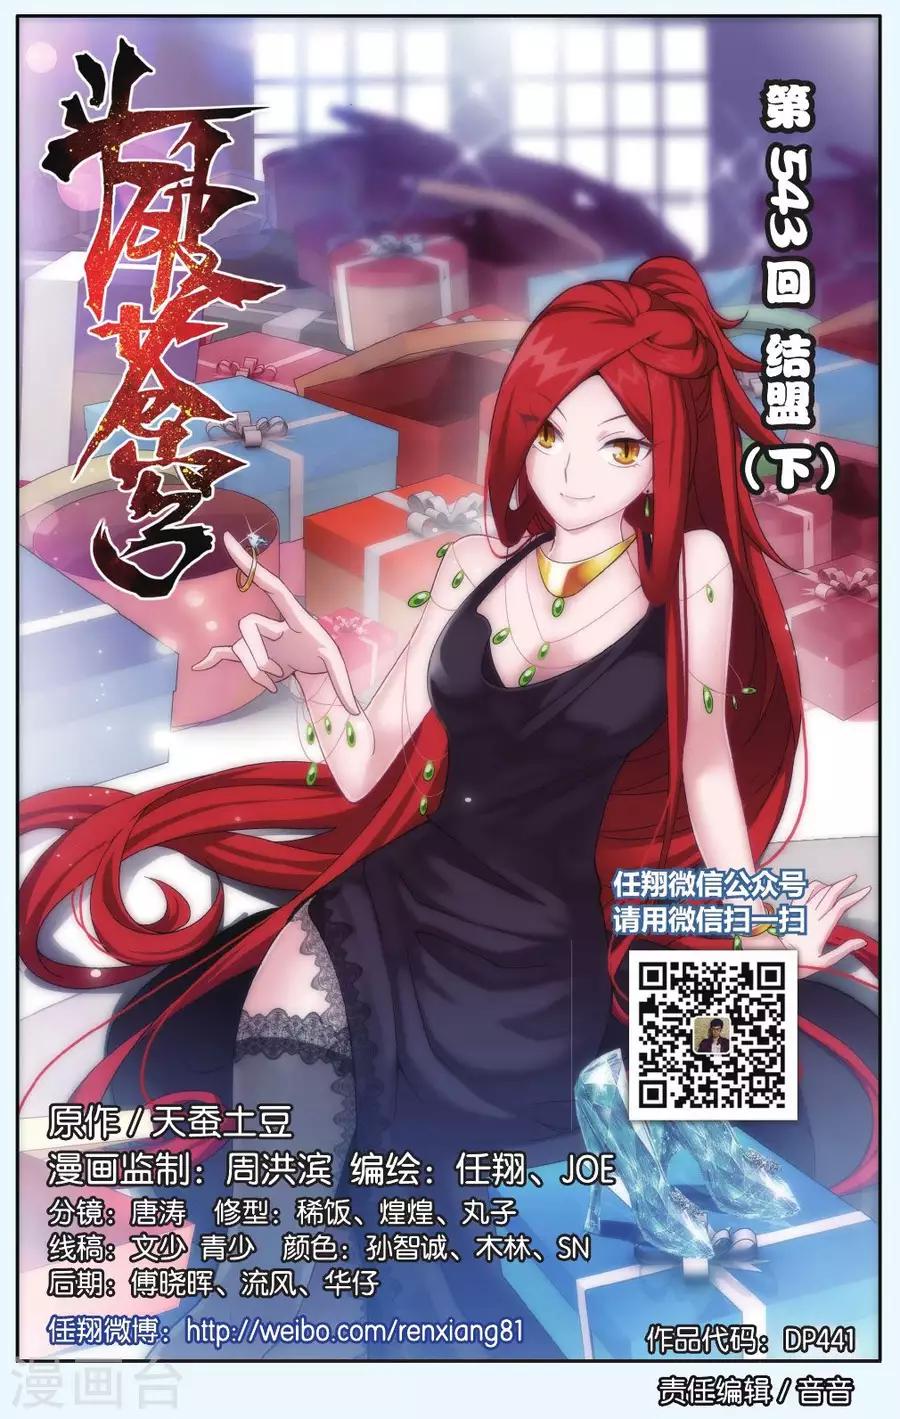 斗破苍穹
第543回 结盟(下)
任翔微信公众号
请用微信扫一扫
原作/天蚕土豆
漫画监制：周洪滨 编绘：任翔、JOE
分镜：唐涛 修型：稀饭、煌煌、丸子
线稿：文少 青少 颜色：孙智诚、木林、SN
后期：傅晓晖、流风、华仔
任翔微博：http://weibo.com/renxiang81
作品代码：DP441
漫画台
责任编辑/音音